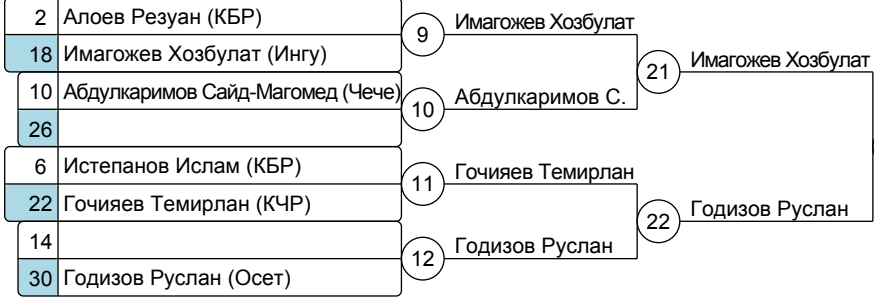 2 Алоев Резуан (КБР)
18 Имагожев Хозбулат (Ингу)
10 Абдулкаримов Сайд-Магомед (Чече)
26
6 Истепанов Ислам (КБР)
22 Гочияев Темирлан (КЧР)
14
30 Годизов Руслан (Осет)
9 Имагожев Хозбулат
10 Абдулкаримов С.
11 Гочияев Темирлан
12 Годизов Руслан
21 Имагожев Хозбулат
22 Годизов Руслан